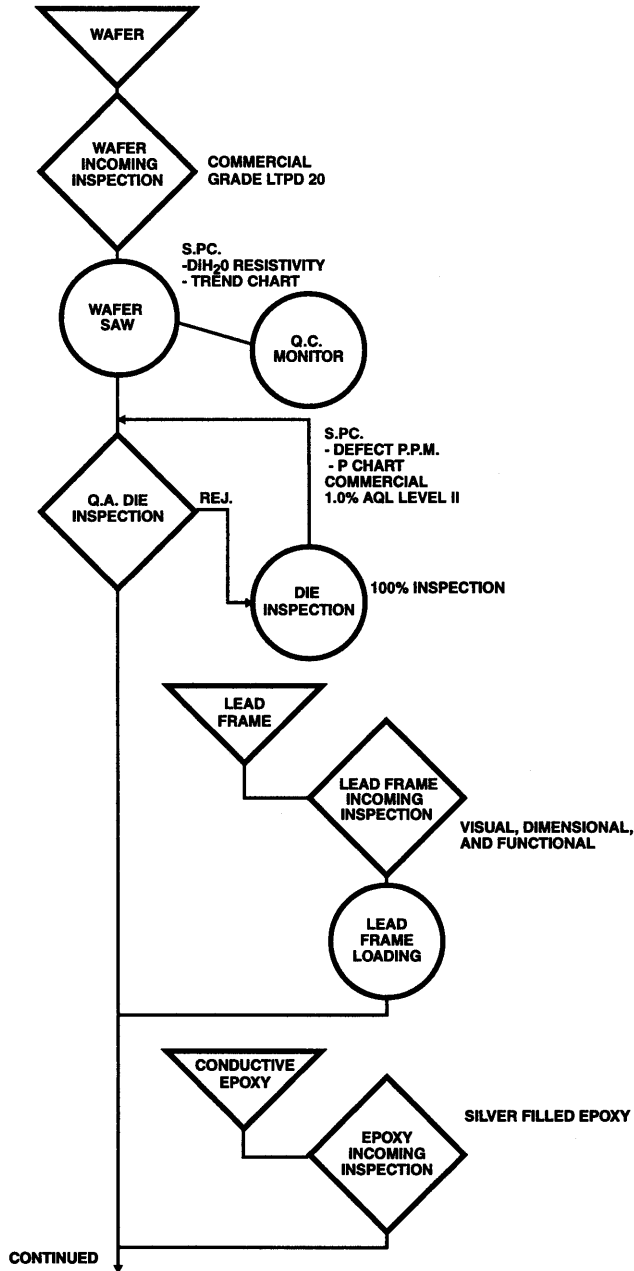 WAFER
WAFER
INCOMING
INSPECTION
COMMERCIAL
GRADE LTPD 20
S.PC.
-DIH₂0 RESISTIVITY
- TREND CHART
WAFER
SAW
Q.C.
MONITOR
S.PC.
- DEFECT P.P.M.
- P CHART
COMMERCIAL
1.0% AQL LEVEL II
Q.A. DIE
INSPECTION
REJ.
DIE
INSPECTION
100% INSPECTION
LEAD
FRAME
LEAD FRAME
INCOMING
INSPECTION
VISUAL, DIMENSIONAL,
AND FUNCTIONAL
LEAD
FRAME
LOADING
CONDUCTIVE
EPOXY
SILVER FILLED EPOXY
EPOXY
INCOMING
INSPECTION
CONTINUED